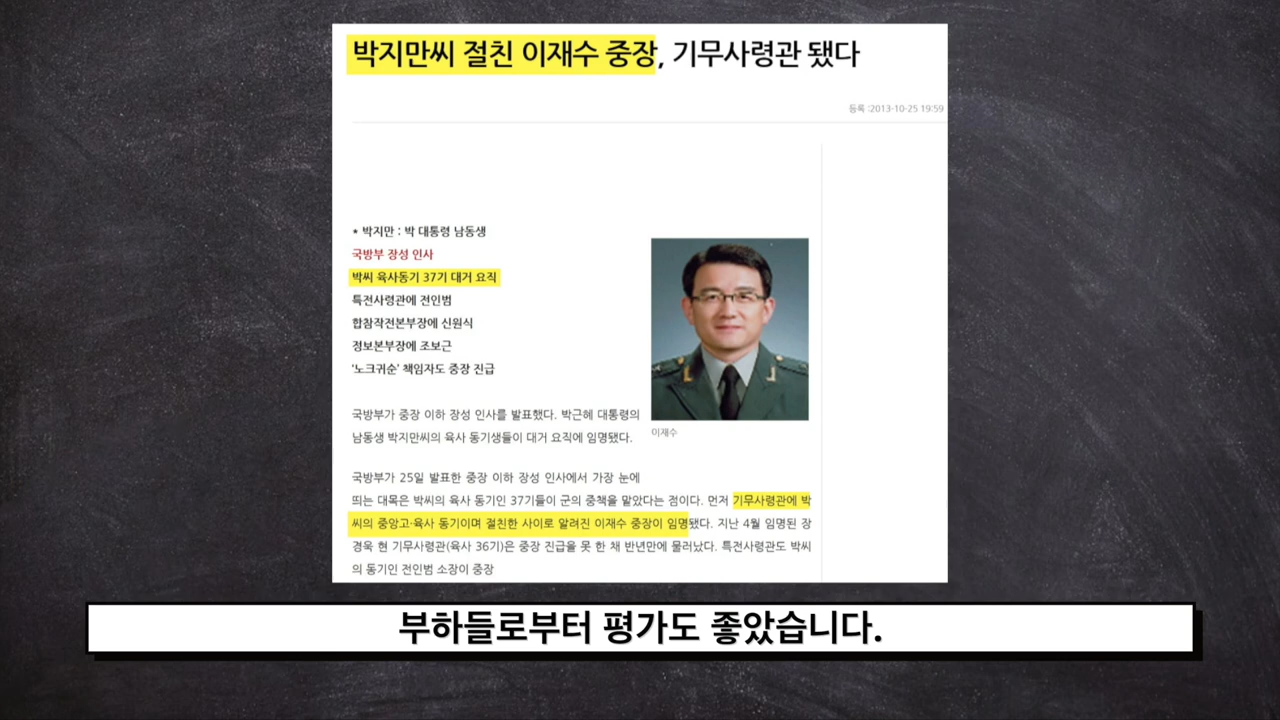 박지만씨 절친 이재수 중장, 기무사령관 됐다
등록 :2013-10-25 19:59
* 박지만 : 박 대통령 남동생
국방부 장성 인사
박씨 육사동기 37기 대거 요직
특전사령관에 전인범
합참작전본부장에 신원식
정보본부장에 조보근
‘노크귀순’ 책임자도 중장 진급
이재수
국방부가 중장 이하 장성 인사를 발표했다. 박근혜 대통령의
남동생 박지만씨의 육사 동기생들이 대거 요직에 임명됐다.
국방부가 25일 발표한 중장 이하 장성 인사에서 가장 눈에
띄는 대목은 박씨의 육사 동기인 37기들이 군의 중책을 맡았다는 점이다. 먼저 기무사령관에 박
씨의 중앙고·육사 동기이며 절친한 사이로 알려진 이재수 중장이 임명됐다. 지난 4월 임명된 장
경욱 현 기무사령관(육사 36기)은 중장 진급을 못 한 채 반년만에 물러났다. 특전사령관도 박씨
의 동기인 전인범 소장이 중장
부하들로부터 평가도 좋았습니다.